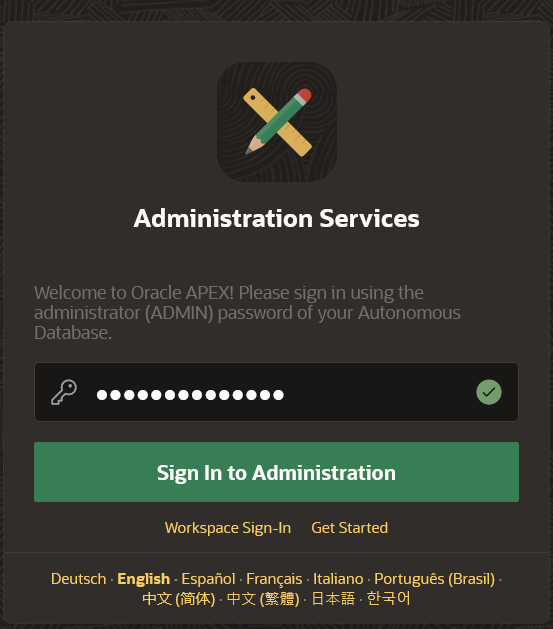 Administration Services
Welcome to Oracle APEX! Please sign in using the
administrator (ADMIN) password of your Autonomous
Database.
●●●●●●●●●●●●●●
Sign In to Administration
Workspace Sign-In Get Started
Deutsch · English · Español · Français · Italiano · Português (Brasil) ·
中文 (简体) · 中文 (繁體) · 日本語 · 한국어